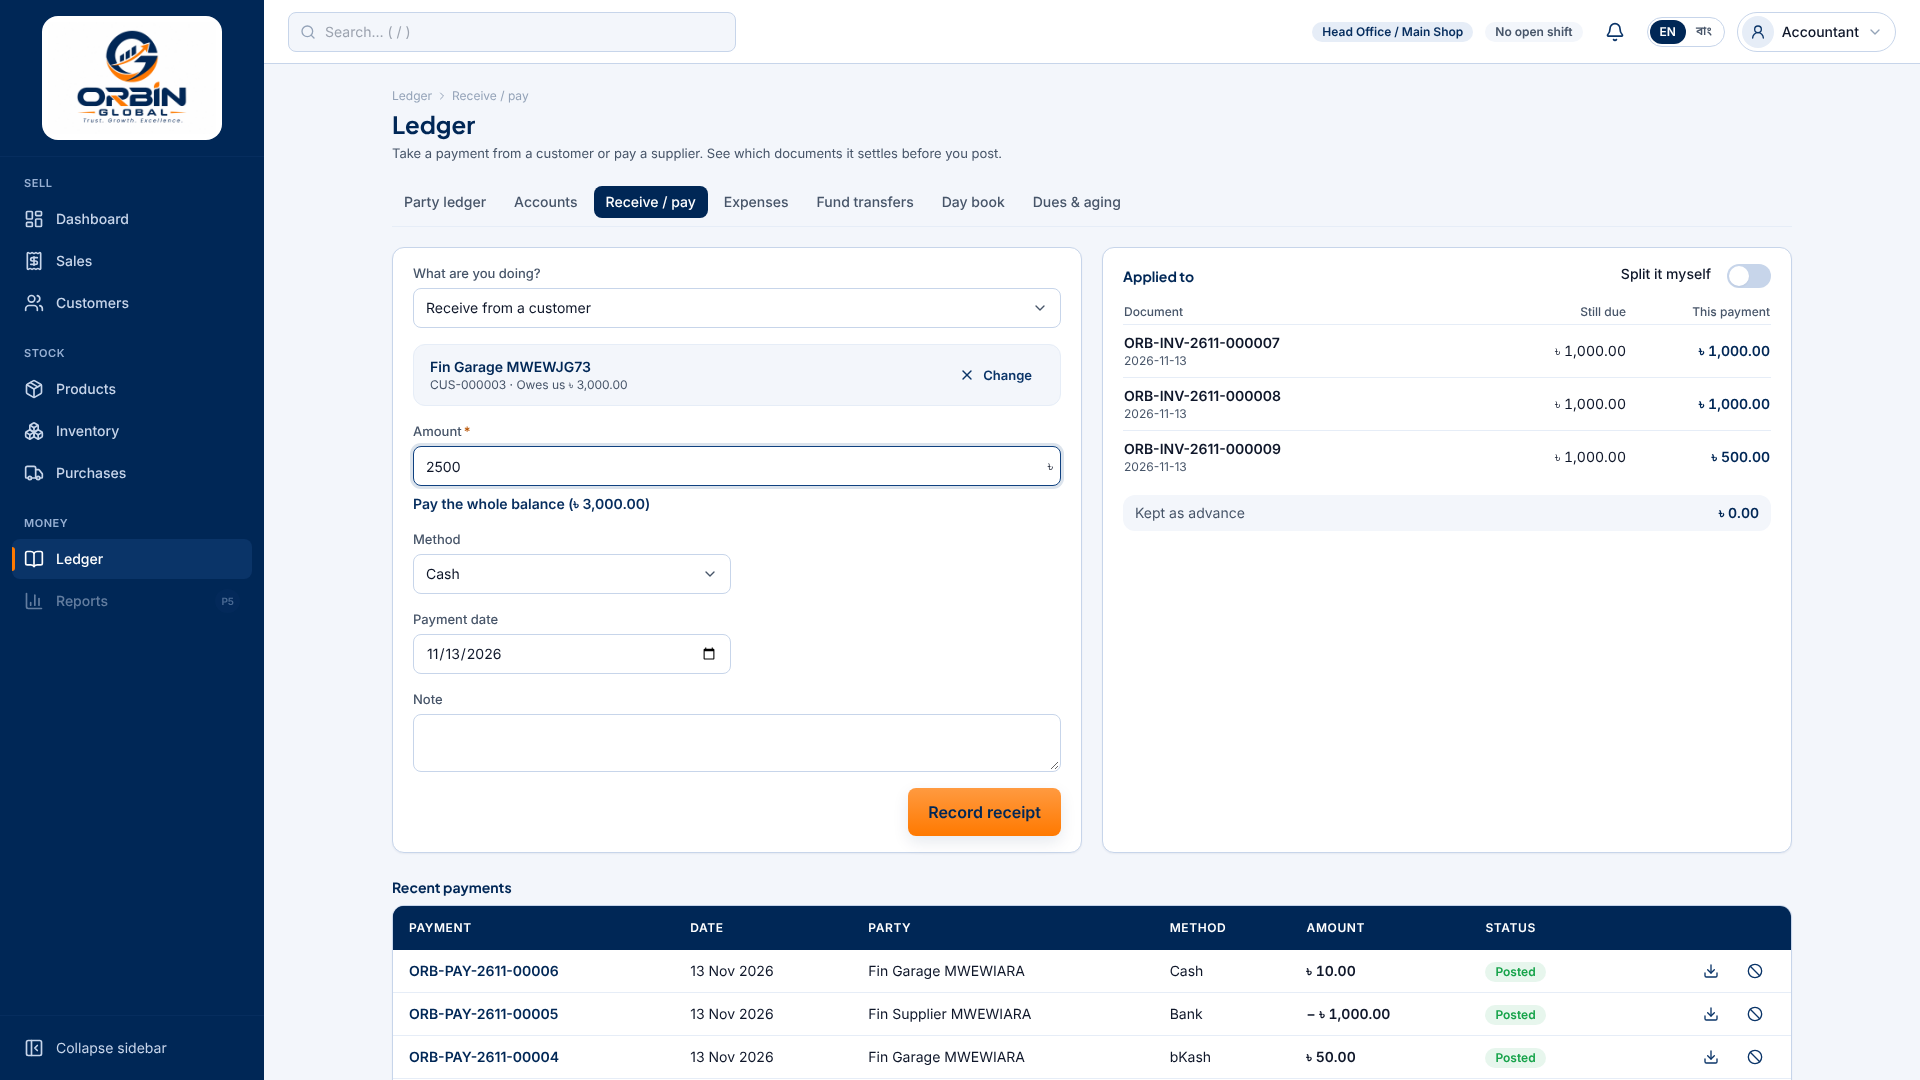 ORBIN
GLOBAL
Trust. Growth. Excellence.
Search... ( / )
Head Office / Main Shop
No open shift
EN
বাং
Accountant
SELL
Dashboard
Sales
Customers
STOCK
Products
Inventory
Purchases
MONEY
Ledger
Reports P5
Collapse sidebar
Ledger > Receive / pay
Ledger
Take a payment from a customer or pay a supplier. See which documents it settles before you post.
Party ledger Accounts Receive / pay Expenses Fund transfers Day book Dues & aging
What are you doing?
Receive from a customer
Fin Garage MWEWJG73
CUS-000003 · Owes us ৳ 3,000.00
Change
Amount *
2500 ৳
Pay the whole balance (৳ 3,000.00)
Method
Cash
Payment date
11/13/2026
Note
Record receipt
Applied to
Split it myself
Document Still due This payment
ORB-INV-2611-000007
2026-11-13
৳ 1,000.00 ৳ 1,000.00
ORB-INV-2611-000008
2026-11-13
৳ 1,000.00 ৳ 1,000.00
ORB-INV-2611-000009
2026-11-13
৳ 1,000.00 ৳ 500.00
Kept as advance ৳ 0.00
Recent payments
PAYMENT DATE PARTY METHOD AMOUNT STATUS
ORB-PAY-2611-00006 13 Nov 2026 Fin Garage MWEWIARA Cash ৳ 10.00 Posted
ORB-PAY-2611-00005 13 Nov 2026 Fin Supplier MWEWIARA Bank − ৳ 1,000.00 Posted
ORB-PAY-2611-00004 13 Nov 2026 Fin Garage MWEWIARA bKash ৳ 50.00 Posted